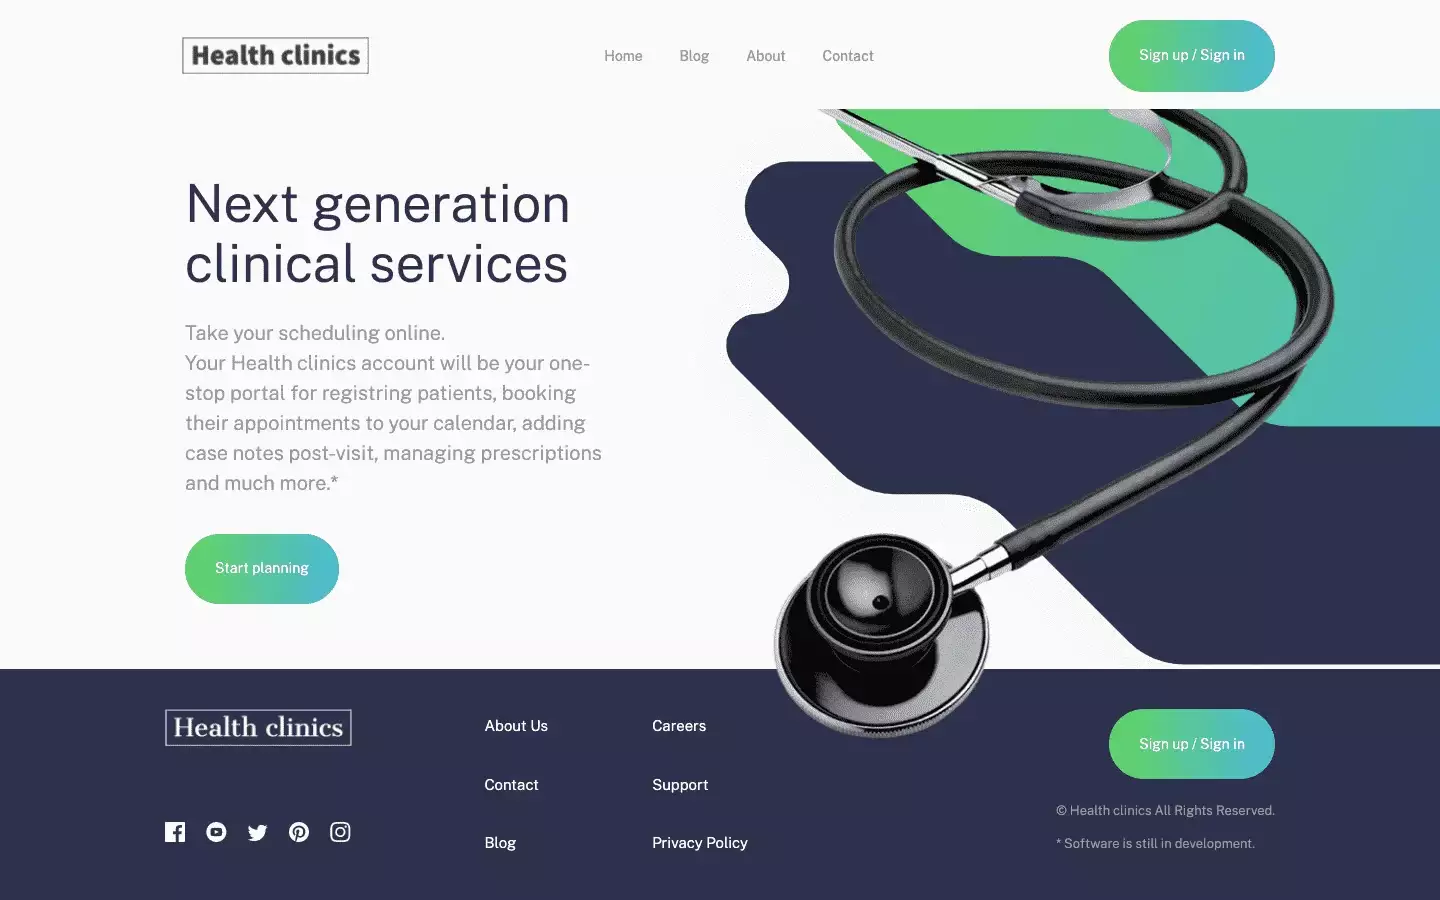 Health clinics
Home Blog About Contact
Sign up / Sign in
Next generation
clinical services
Take your scheduling online.
Your Health clinics account will be your one-
stop portal for registring patients, booking
their appointments to your calendar, adding
case notes post-visit, managing prescriptions
and much more.*
Start planning
Health clinics
About Us
Careers
Sign up / Sign in
Contact
Support
© Health clinics All Rights Reserved.
Blog
Privacy Policy
* Software is still in development.